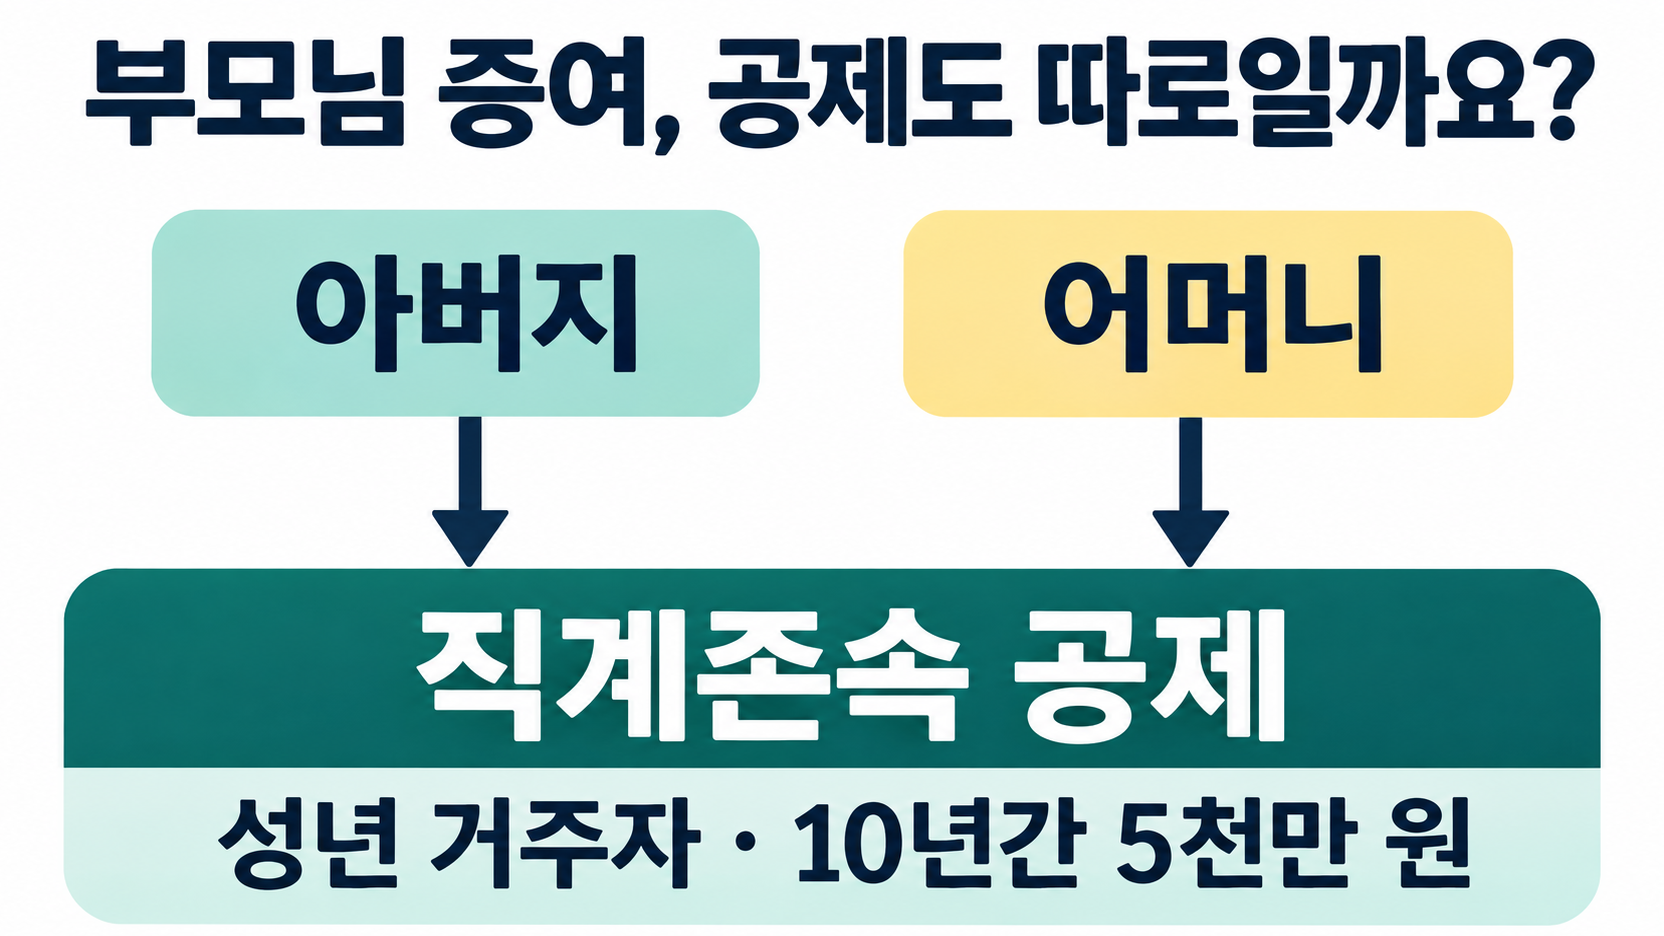 부모님 증여, 공제도 따로일까요?
아버지
어머니
직계존속 공제
성년 거주자 · 10년간 5천만 원